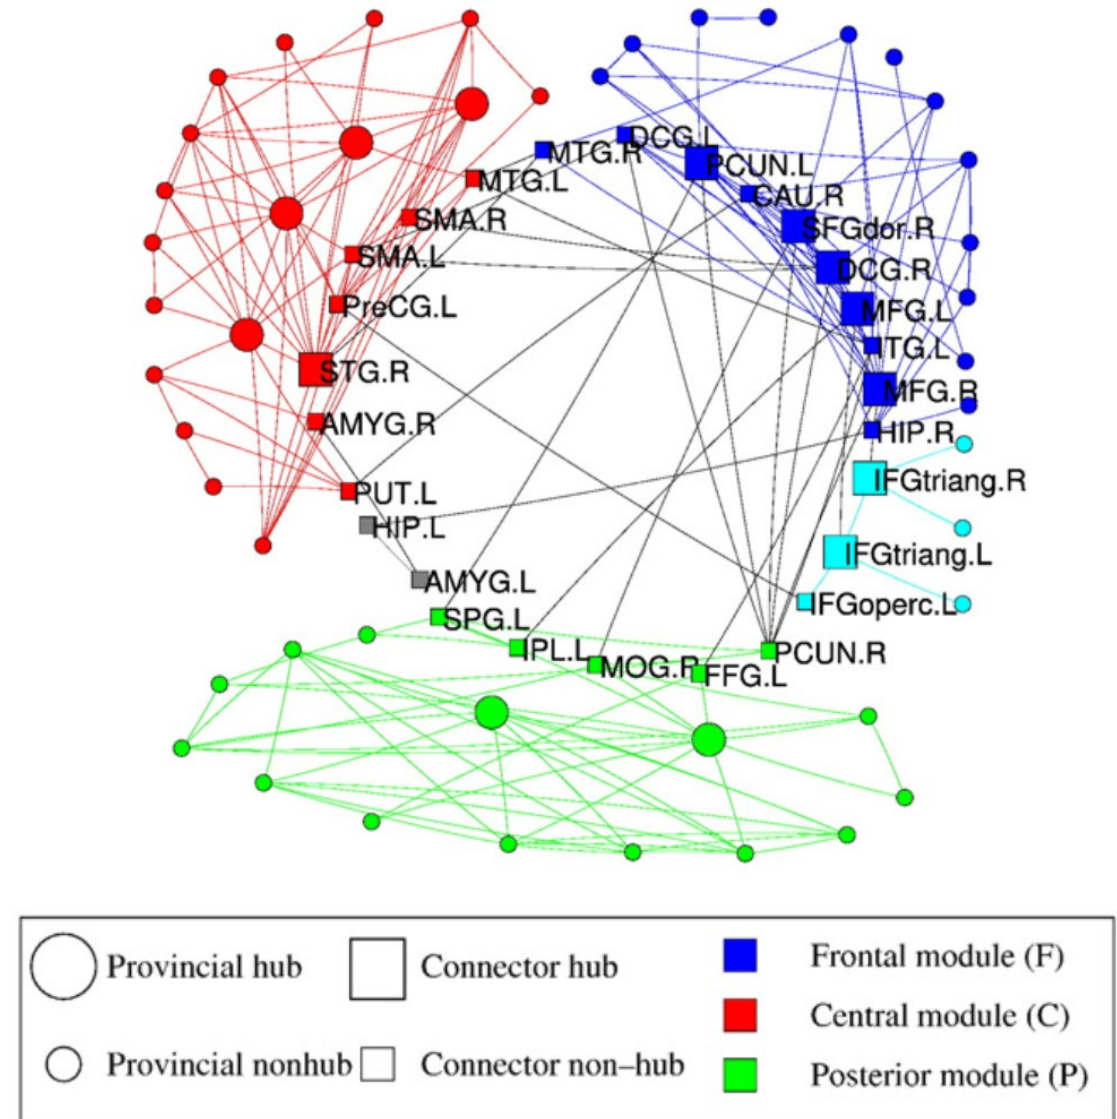 DCG.L
MTG.R
PCUN.L
MTG.L
CAU.R
SMA.R
SFGdor.R
SMA.L
DCG.R
PreCG.L
MFG.L
ITG.L
STG.R
MFG.R
AMYG.R
HIP.R
IFGtriang.R
PUT.L
HIP.L
IFGtriang.L
AMYG.L
IFGoperc.L
SPG.L
IPL.L
PCUN.R
MOG.R
FFG.L
Provincial hub
Connector hub
Frontal module (F)
Central module (C)
Provincial nonhub
Connector non–hub
Posterior module (P)